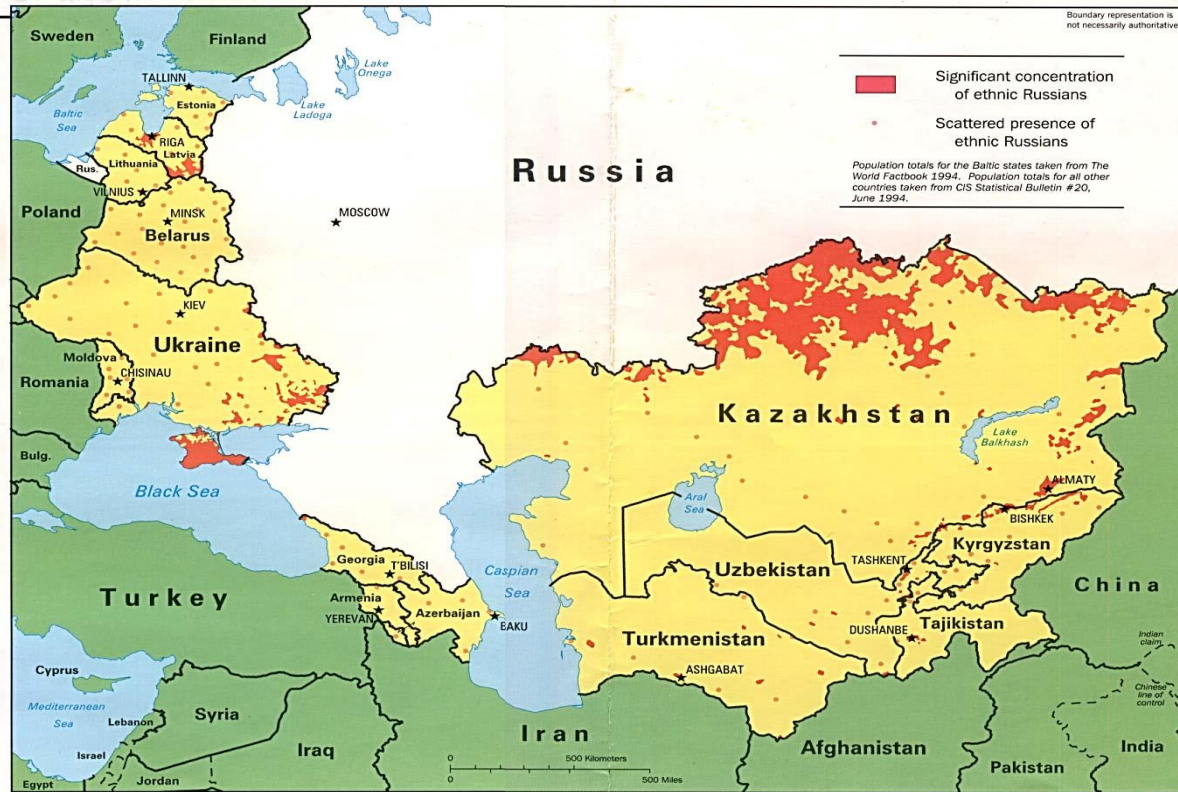 Boundary representation is
not necessarily authoritative
Sweden
Finland
Lake
Onega
TALLINN
Estonia
Lake
Ladoga
Significant concentration
of ethnic Russians
Baltic
Sea
Scattered presence of
ethnic Russians
RIGA
Latvia
Lithuania
Rus.
Russia
Population totals for the Baltic states taken from The
World Factbook 1994. Population totals for all other
countries taken from CIS Statistical Bulletin #20,
June 1994.
VILNIUS
Poland
MINSK
Belarus
MOSCOW
KIEV
Ukraine
Moldova
CHISINAU
Romania
Kazakhstan
Lake
Balkhash
Bulg.
Black Sea
Aral
Sea
ALMATY
BISHKEK
Kyrgyzstan
TASHKENT
Georgia
T'BILISI
Uzbekistan
Caspian
Sea
China
Turkey
Armenia
YEREVAN
Azerbaijan
BAKU
Turkmenistan
DUSHANBE
Tajikistan
ASHGABAT
Indian
claim
Cyprus
Chinese
line of
control
Mediterranean
Sea
Lebanon
Syria
Iraq
Iran
Afghanistan
India
Israel
Pakistan
Jordan
Egypt
0 500 Kilometers
0 500 Miles